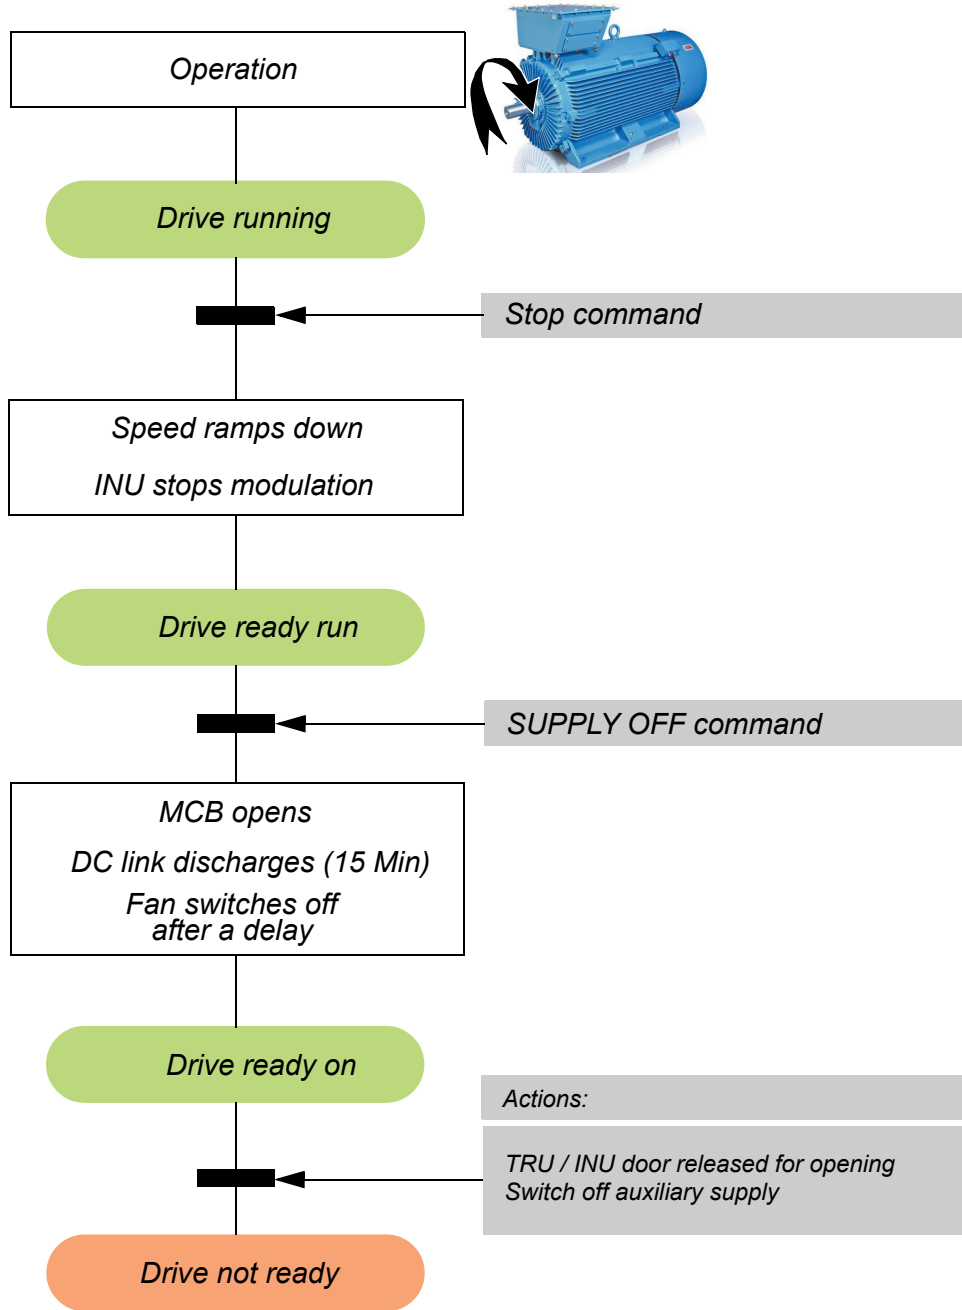 Operation
Drive running
Stop command
Speed ramps down
INU stops modulation
Drive ready run
SUPPLY OFF command
MCB opens
DC link discharges (15 Min)
Fan switches off
after a delay
Drive ready on
Actions:
TRU / INU door released for opening
Switch off auxiliary supply
Drive not ready